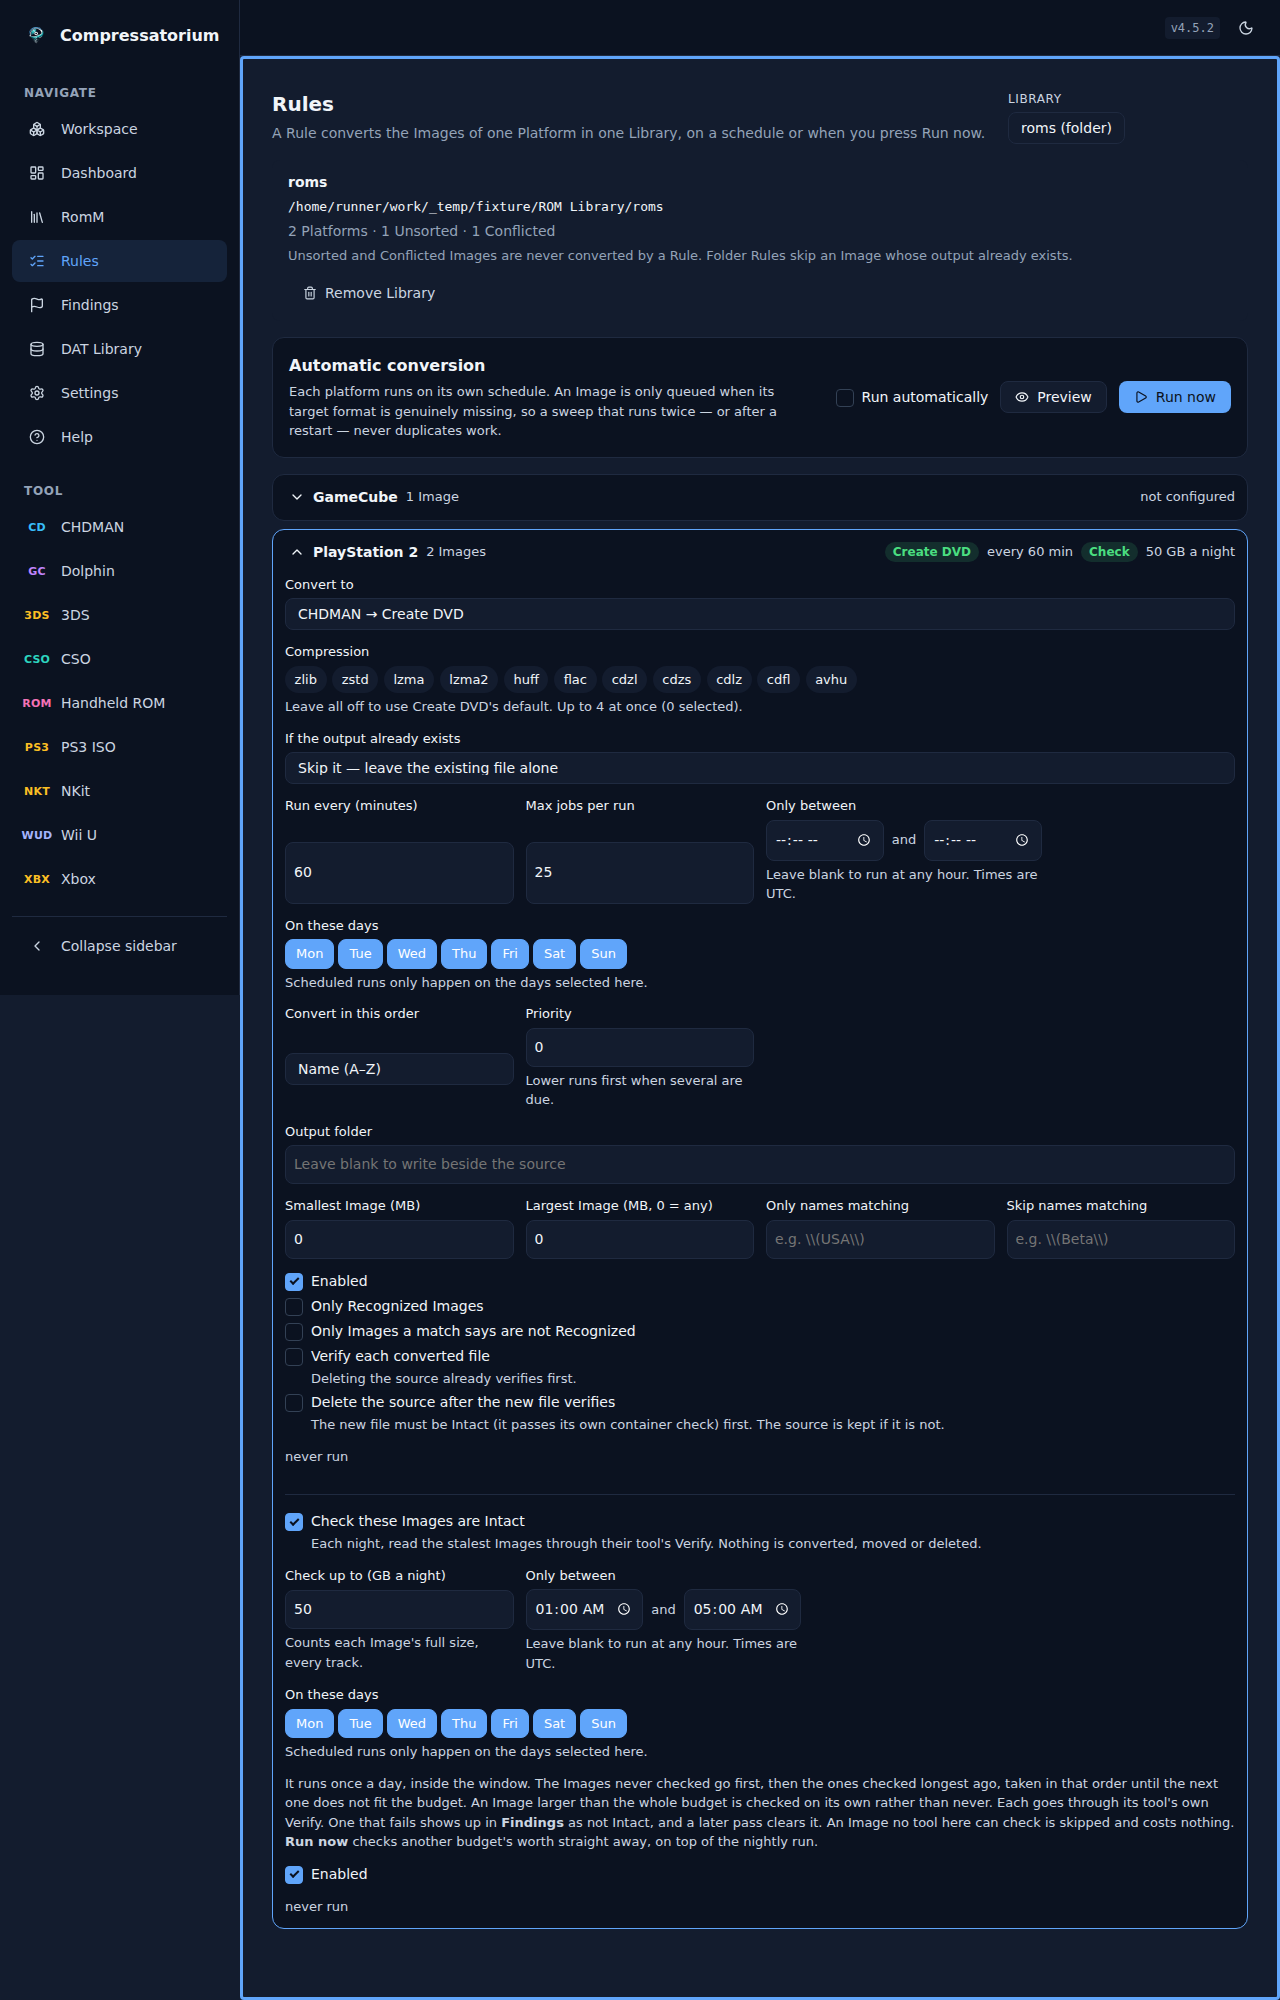 Compressatorium
v4.5.2
NAVIGATE
Workspace
Dashboard
RomM
Rules
Findings
DAT Library
Settings
Help
TOOL
CD CHDMAN
GC Dolphin
3DS 3DS
CSO CSO
ROM Handheld ROM
PS3 PS3 ISO
NKT NKit
WUD Wii U
XBX Xbox
Collapse sidebar
Rules
A Rule converts the Images of one Platform in one Library, on a schedule or when you press Run now.
LIBRARY
roms (folder)
roms
/home/runner/work/_temp/fixture/ROM Library/roms
2 Platforms · 1 Unsorted · 1 Conflicted
Unsorted and Conflicted Images are never converted by a Rule. Folder Rules skip an Image whose output already exists.
Remove Library
Automatic conversion
Each platform runs on its own schedule. An Image is only queued when its
target format is genuinely missing, so a sweep that runs twice — or after a
restart — never duplicates work.
Run automatically Preview Run now
GameCube 1 Image not configured
PlayStation 2 2 Images Create DVD every 60 min Check 50 GB a night
Convert to
CHDMAN → Create DVD
Compression
zlib zstd lzma lzma2 huff flac cdzl cdzs cdlz cdfl avhu
Leave all off to use Create DVD's default. Up to 4 at once (0 selected).
If the output already exists
Skip it — leave the existing file alone
Run every (minutes) Max jobs per run Only between
60 25 --:-- -- and --:-- --
Leave blank to run at any hour. Times are
UTC.
On these days
Mon Tue Wed Thu Fri Sat Sun
Scheduled runs only happen on the days selected here.
Convert in this order Priority
Name (A–Z) 0
Lower runs first when several are
due.
Output folder
Leave blank to write beside the source
Smallest Image (MB) Largest Image (MB, 0 = any) Only names matching Skip names matching
0 0 e.g. \\(USA\\) e.g. \\(Beta\\)
Enabled
Only Recognized Images
Only Images a match says are not Recognized
Verify each converted file
Deleting the source already verifies first.
Delete the source after the new file verifies
The new file must be Intact (it passes its own container check) first. The source is kept if it is not.
never run
Check these Images are Intact
Each night, read the stalest Images through their tool's Verify. Nothing is converted, moved or deleted.
Check up to (GB a night) Only between
50 01:00 AM and 05:00 AM
Counts each Image's full size,
every track.
Leave blank to run at any hour. Times are
UTC.
On these days
Mon Tue Wed Thu Fri Sat Sun
Scheduled runs only happen on the days selected here.
It runs once a day, inside the window. The Images never checked go first, then the ones checked longest ago, taken in that order until the next
one does not fit the budget. An Image larger than the whole budget is checked on its own rather than never. Each goes through its tool's own
Verify. One that fails shows up in Findings as not Intact, and a later pass clears it. An Image no tool here can check is skipped and costs nothing.
Run now checks another budget's worth straight away, on top of the nightly run.
Enabled
never run